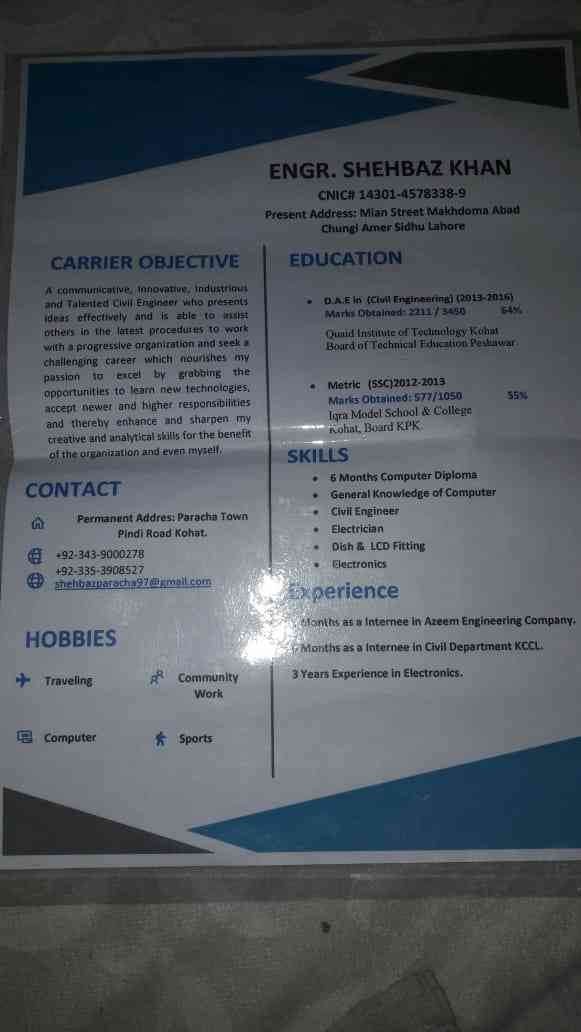 ENGR. SHEHBAZ KHAN
CNIC# 14301-4578338-9
Present Address: Mian Street Makhdoma Abad
Chungi Amer Sidhu Lahore
CARRIER OBJECTIVE
A communicative, Innovative, Industrious
and Talented Civil Engineer who presents
ideas effectively and is able to assist
others in the latest procedures to work
with a progressive organization and seek a
challenging career which nourishes my
passion to excel by grabbing the
opportunities to learn new technologies,
accept newer and higher responsibilities
and thereby enhance and sharpen my
creative and analytical skills for the benefit
of the organization and even myself.
CONTACT
Permanent Addres: Paracha Town
Pindi Road Kohat.
+92-343-9000278
+92-335-3908527
shehbazparacha97@gmail.com
HOBBIES
Traveling
Community
Work
Computer
Sports
EDUCATION
• D.A.E in (Civil Engineering) (2013-2016)
Marks Obtained: 2211 / 3450 64%
Quaid Institute of Technology Kohat
Board of Technical Education Peshawar
• Metric (SSC)2012-2013
Marks Obtained: 577/1050 55%
Iqra Model School & College
Kohat, Board KPK.
SKILLS
• 6 Months Computer Diploma
• General Knowledge of Computer
• Civil Engineer
• Electrician
• Dish & LCD Fitting
• Electronics
Experience
Months as a Internee in Azeem Engineering Company.
Months as a Internee in Civil Department KCCL.
3 Years Experience in Electronics.